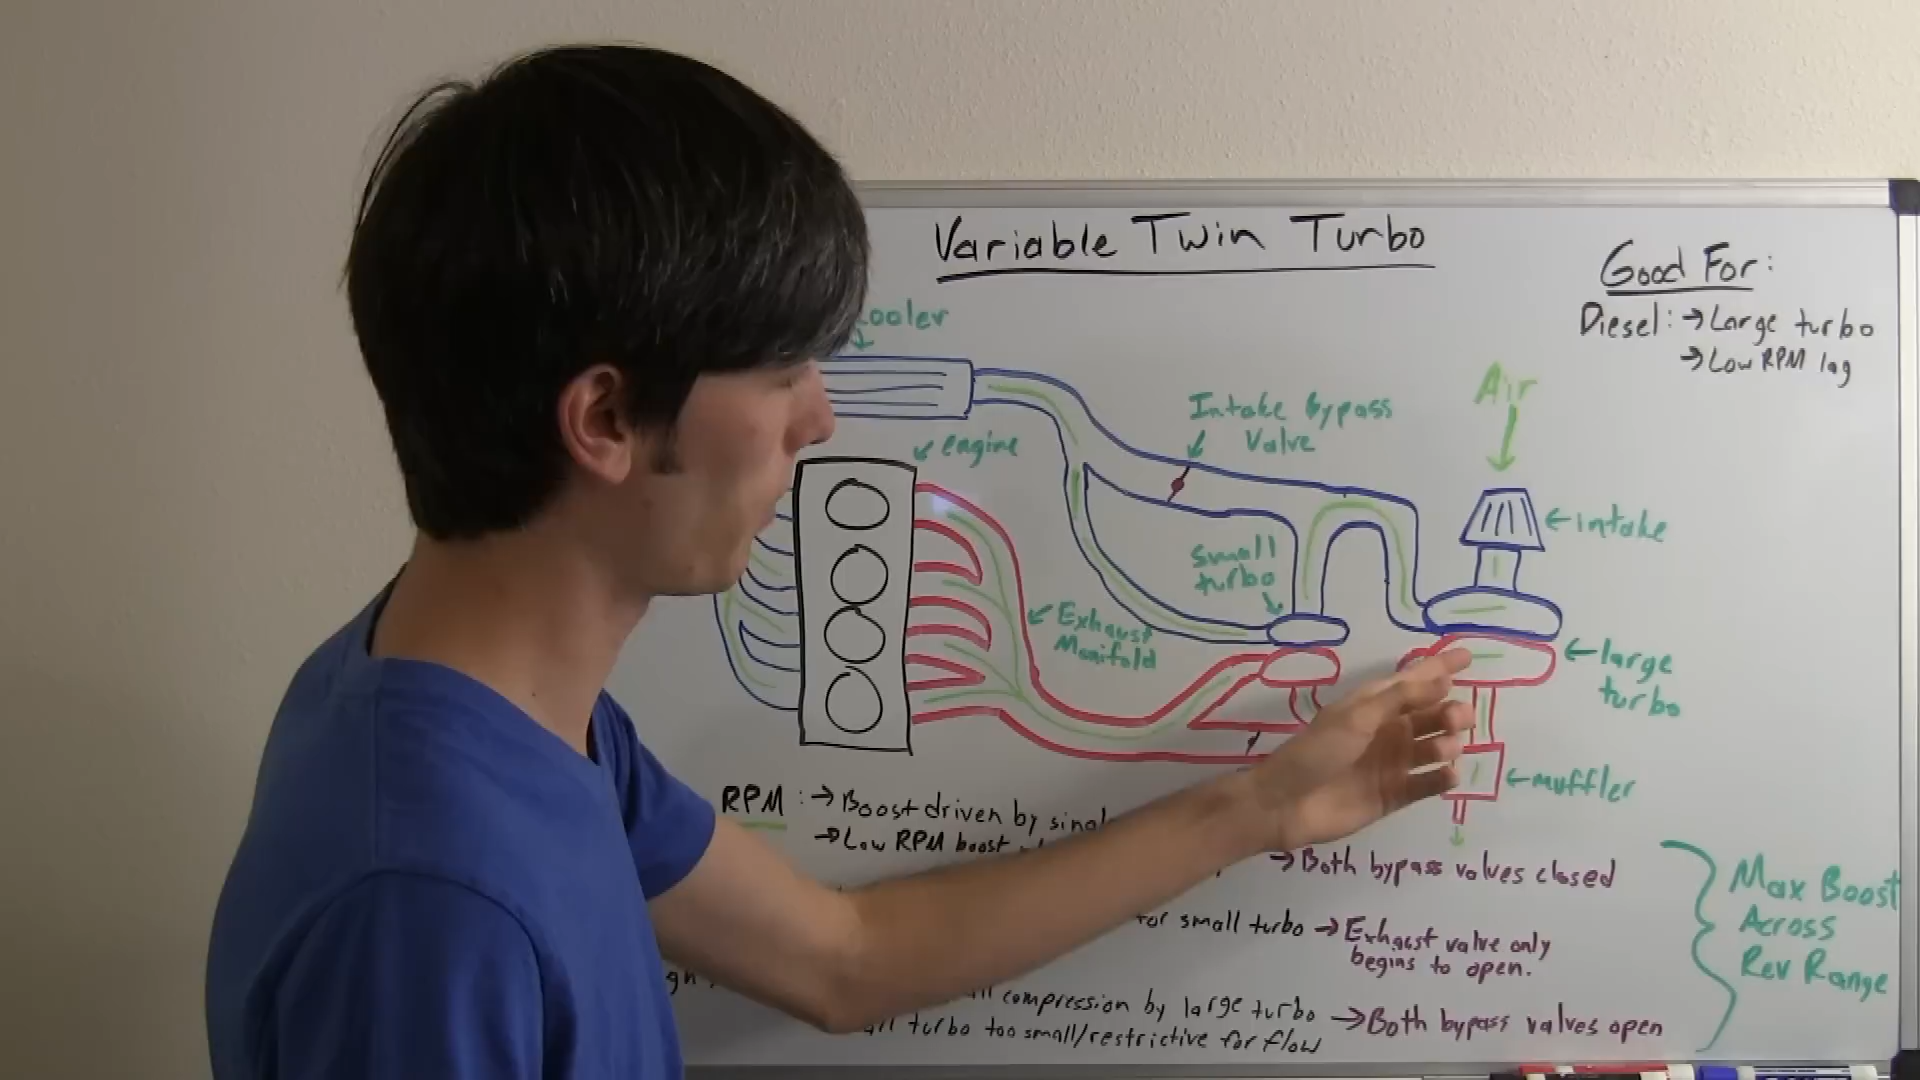 Variable Twin Turbo
Good For:
Diesel: → Large turbo
→ Low RPM lag
cooler
Air
Intake bypass
Valve
engine
← intake
Small
turbo
Exhaust
Manifold
← large
turbo
← muffler
RPM: → Boost driven by
→ Low RPM boost
→ Both bypass valves closed
for small turbo → Exhaust valve only
begins to open.
compression by large turbo → Both bypass valves open
turbo too small/restrictive for flow
Max Boost
Across
Rev Range